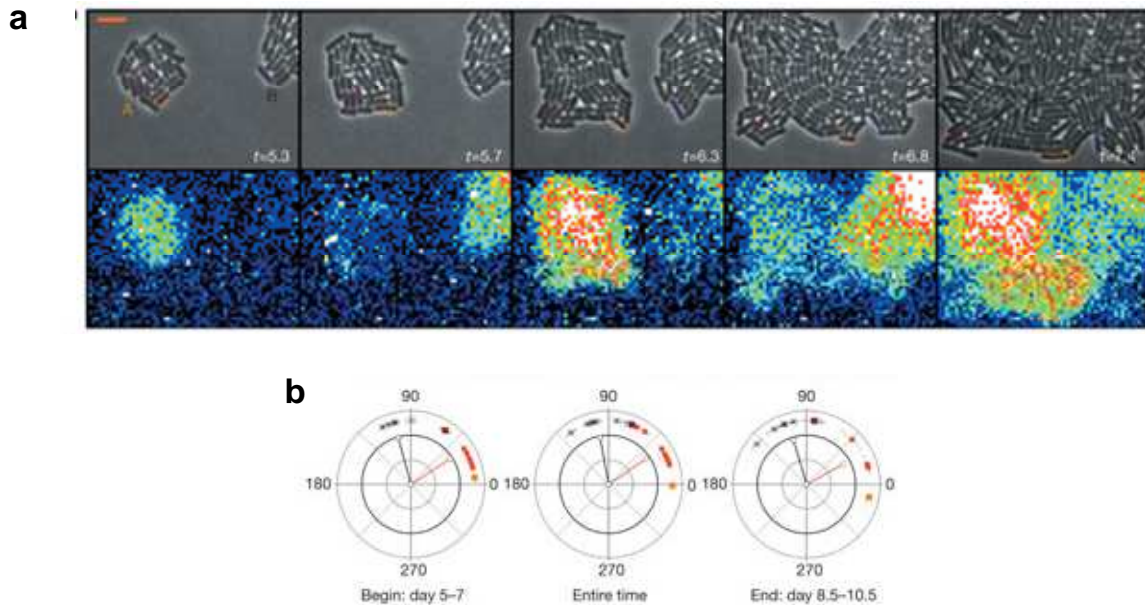 a
A
B
t=5.3
t=5.7
t=6.3
t=6.8
b
90
180
0
270
Begin: day 5–7
90
180
0
270
Entire time
90
180
0
270
End: day 8.5–10.5